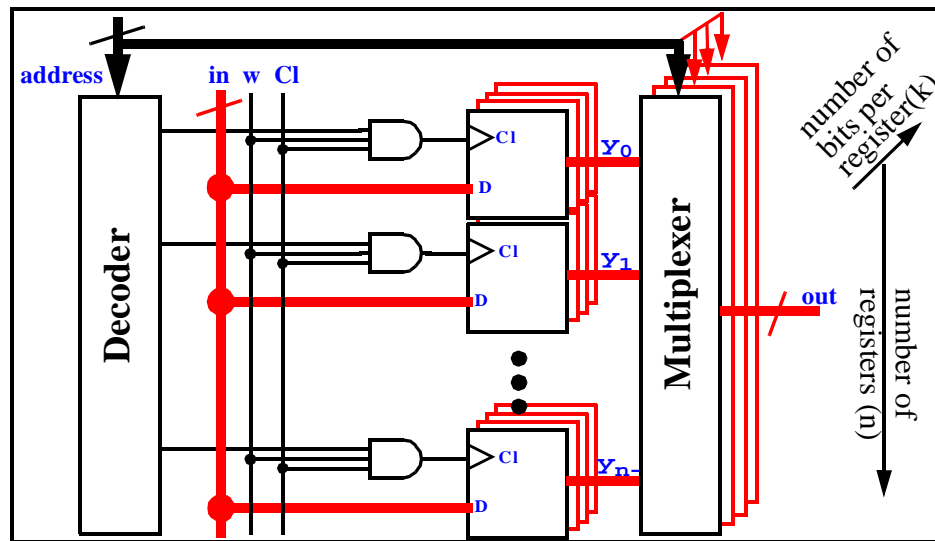 address
in w Cl
number of
bits per
register(k)
Decoder
Cl
D
Y0
Cl
D
Y1
Cl
D
Yn-
Multiplexer
out
number of
registers (n)